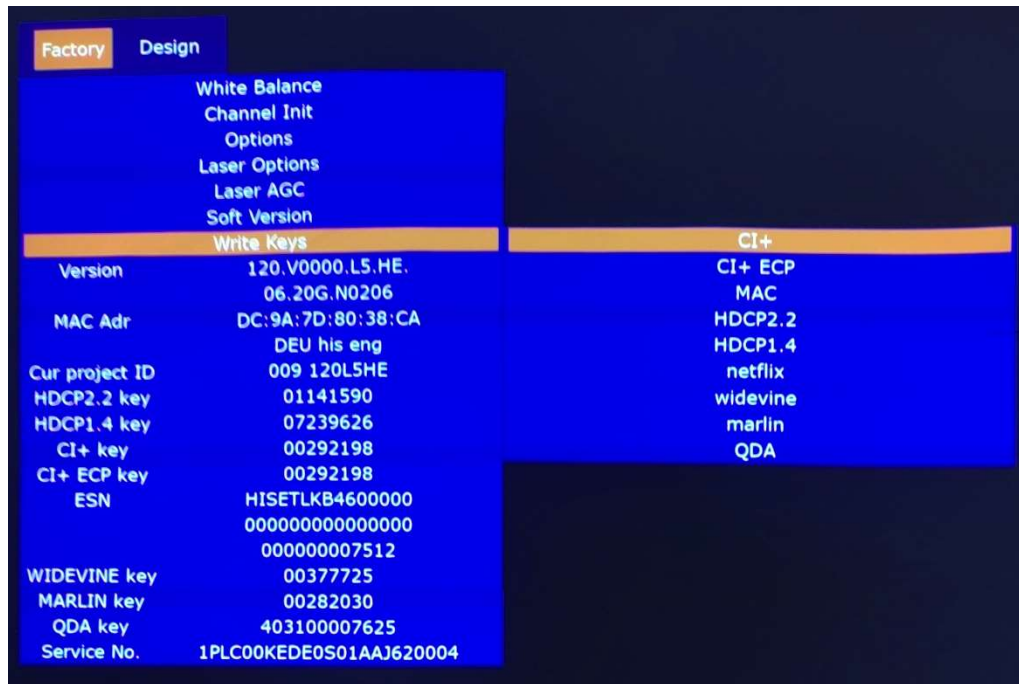 Factory Design
White Balance
Channel Init
Options
Laser Options
Laser AGC
Soft Version
Write Keys CI+
Version 120.V0000.L5.HE. CI+ ECP
06.20G.N0206 MAC
MAC Adr DC:9A:7D:80:38:CA HDCP2.2
DEU his eng HDCP1.4
Cur project ID 009 120L5HE netflix
HDCP2.2 key 01141590 widevine
HDCP1.4 key 07239626 marlin
CI+ key 00292198 QDA
CI+ ECP key 00292198
ESN HISETLKB4600000
000000000000000
000000007512
WIDEVINE key 00377725
MARLIN key 00282030
QDA key 403100007625
Service No. 1PLC00KEDE0S01AAJ620004